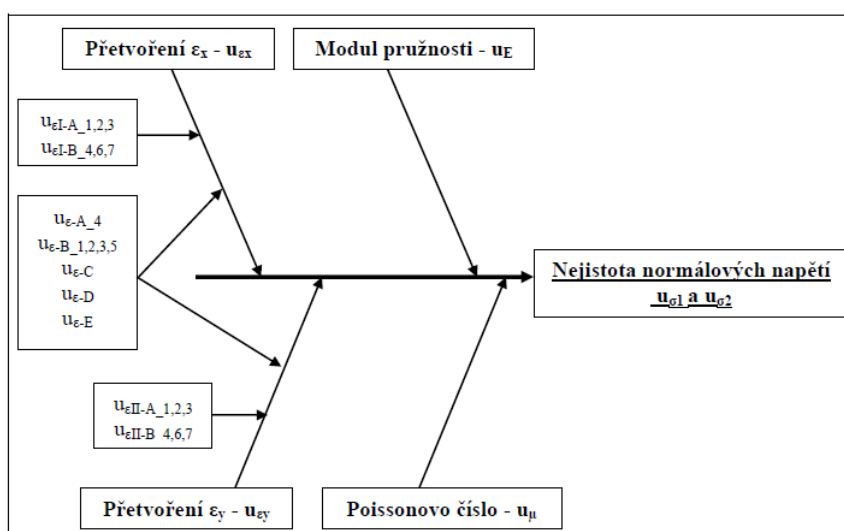 Přetvoření εx - uεx
Modul pružnosti - uE
uεI-A_1,2,3
uεI-B_4,6,7
uε-A_4
uε-B_1,2,3,5
uε-C
uε-D
uε-E
Nejistota normálových napětí
uσ1 a uσ2
uεII-A_1,2,3
uεII-B_4,6,7
Přetvoření εy - uεy
Poissonovo číslo - uμ